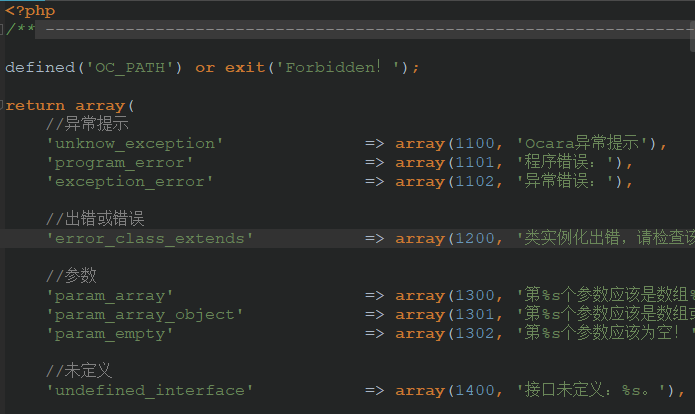 <?php
/** ------------------------------------------------------------------
defined('OC_PATH') or exit('Forbidden！');
return array(
//异常提示
'unknow_exception' => array(1100, 'Ocara异常提示'),
'program_error' => array(1101, '程序错误：'),
'exception_error' => array(1102, '异常错误：'),
//出错或错误
'error_class_extends' => array(1200, '类实例化出错，请检查该
//参数
'param_array' => array(1300, '第%s个参数应该是数组%
'param_array_object' => array(1301, '第%s个参数应该是数组或
'param_empty' => array(1302, '第%s个参数应该为空！'
//未定义
'undefined_interface' => array(1400, '接口未定义：%s。'),